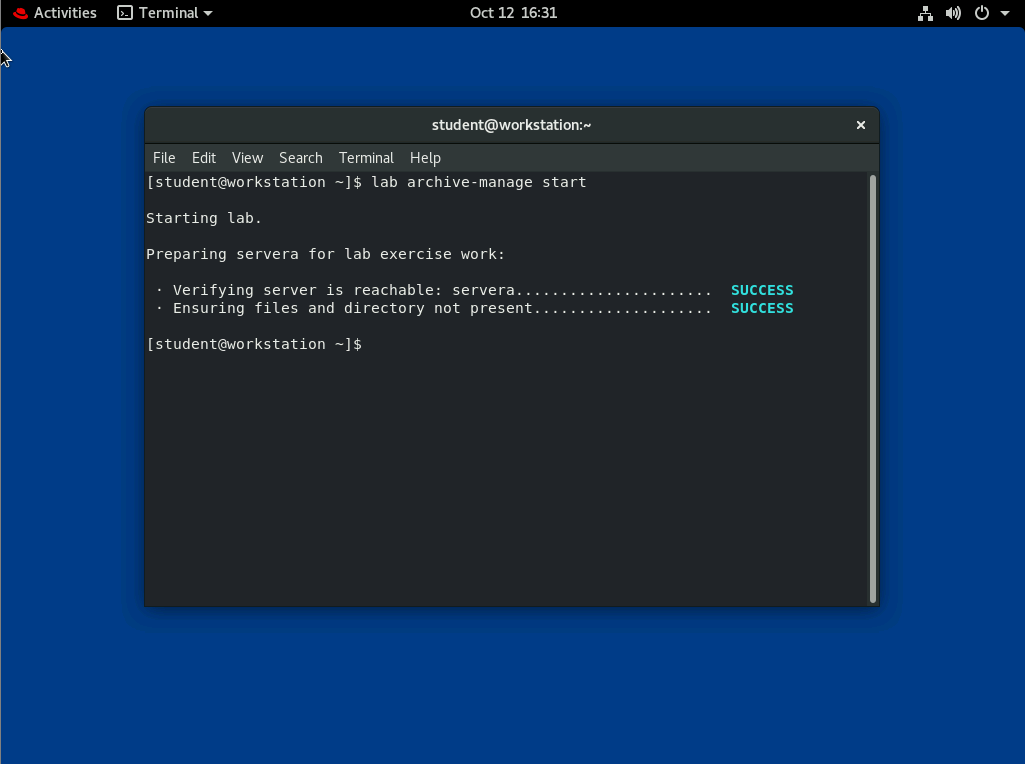 Activities Terminal Oct 12 16:31
student@workstation:~
File Edit View Search Terminal Help
[student@workstation ~]$ lab archive-manage start
Starting lab.
Preparing servera for lab exercise work:
· Verifying server is reachable: servera...................... SUCCESS
· Ensuring files and directory not present.................... SUCCESS
[student@workstation ~]$